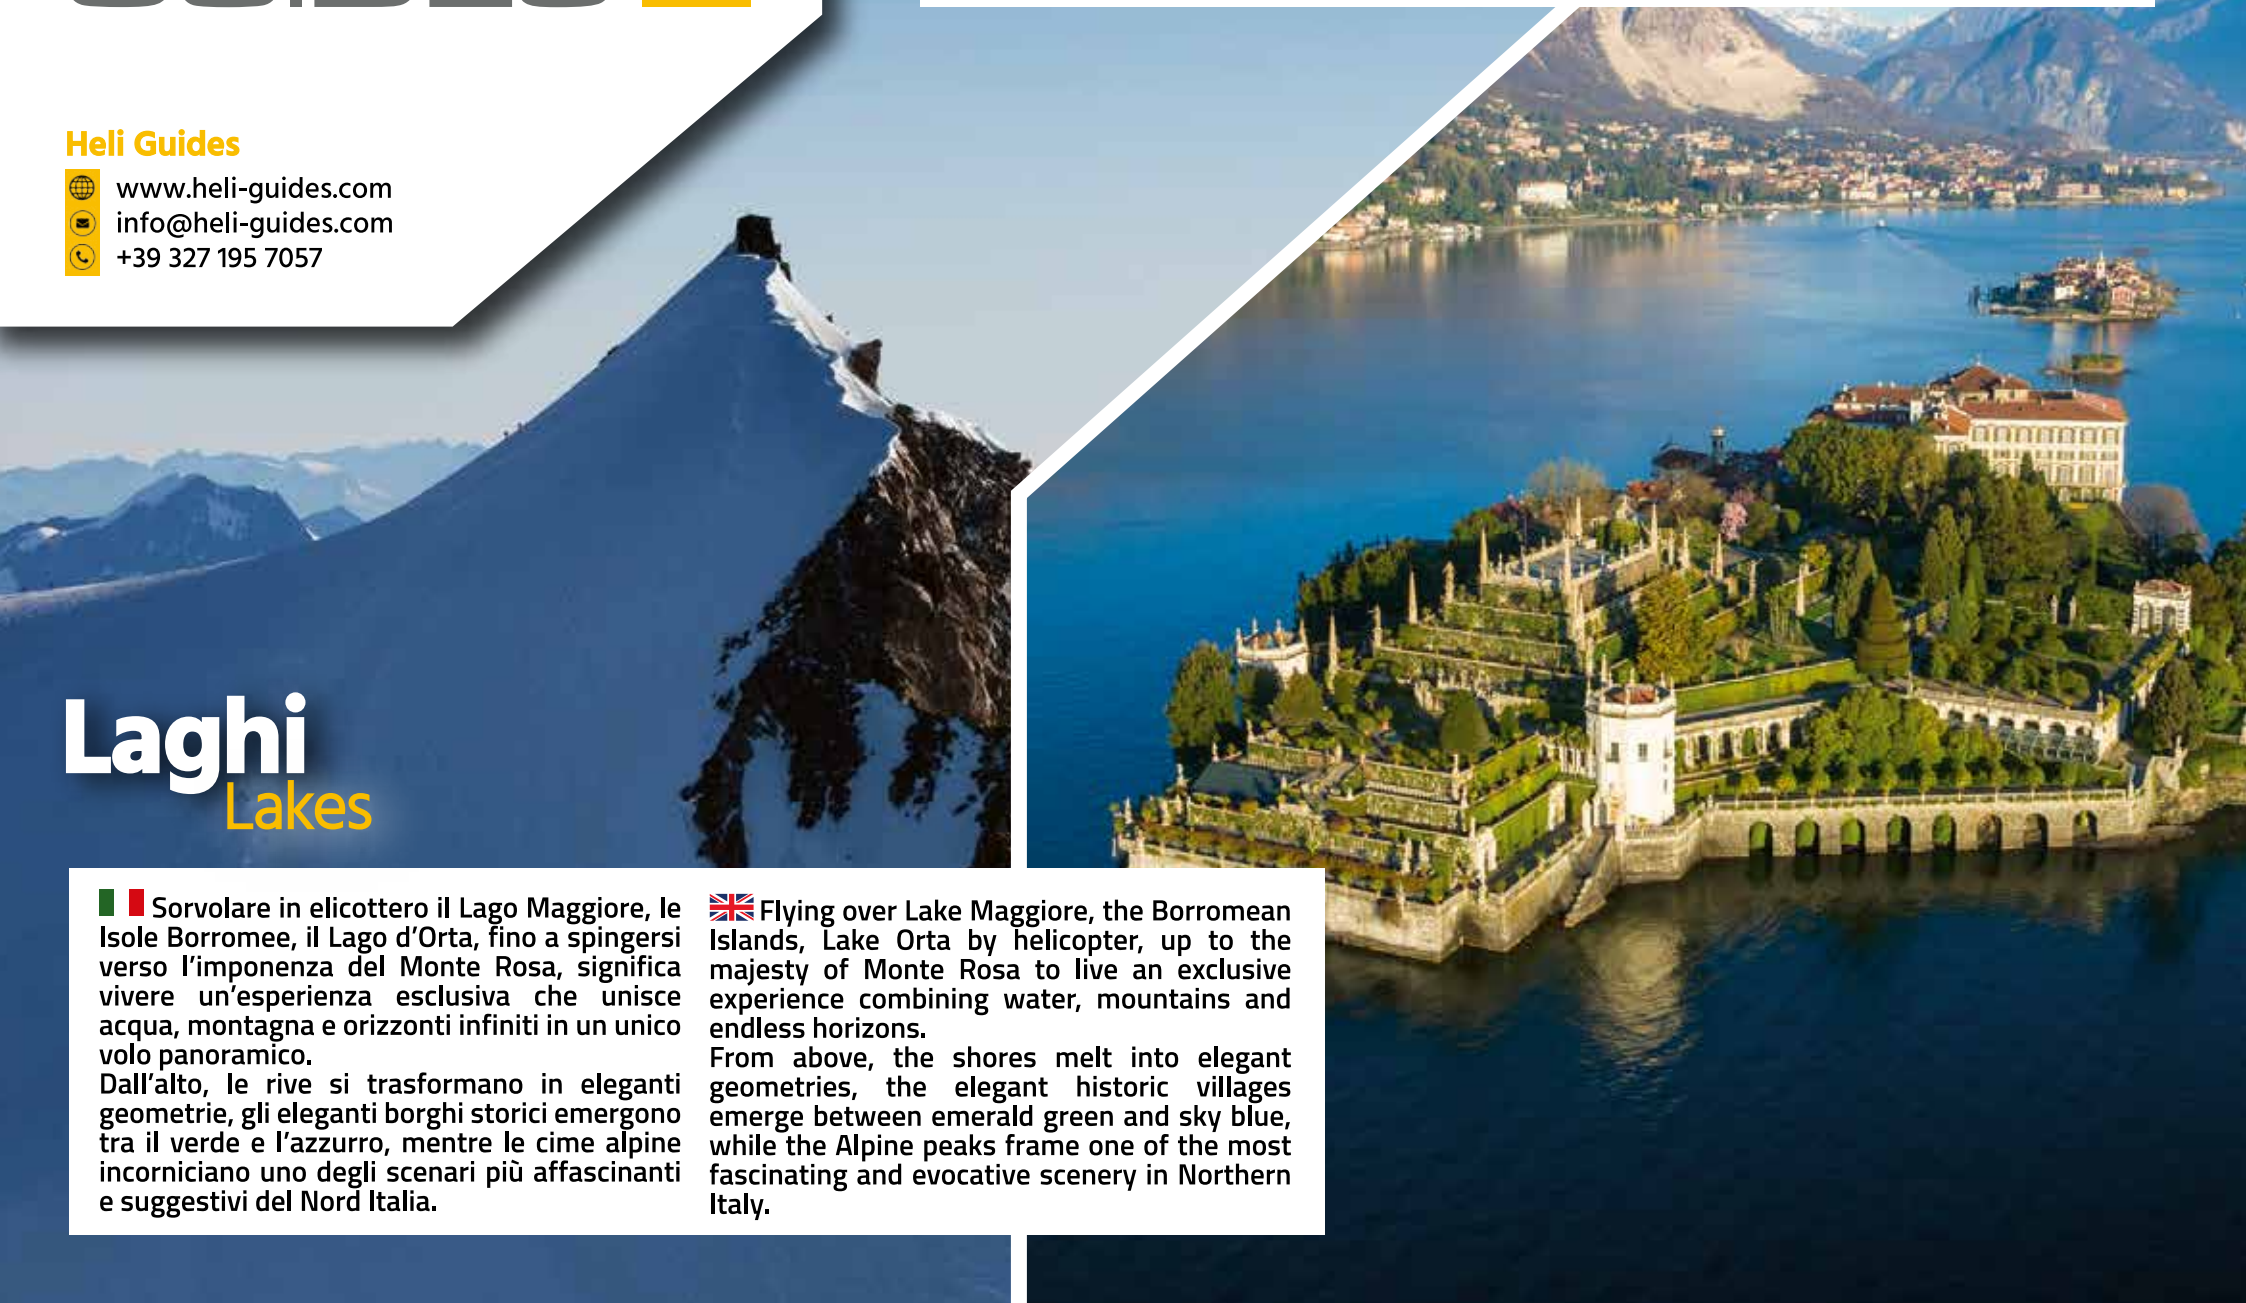 Heli Guides
www.heli-guides.com
info@heli-guides.com
+39 327 195 7057
Laghi
Lakes
Sorvolare in elicottero il Lago Maggiore, le
Isole Borromee, il Lago d'Orta, fino a spingersi
verso l'imponenza del Monte Rosa, significa
vivere un'esperienza esclusiva che unisce
acqua, montagna e orizzonti infiniti in un unico
volo panoramico.
Dall'alto, le rive si trasformano in eleganti
geometrie, gli eleganti borghi storici emergono
tra il verde e l'azzurro, mentre le cime alpine
incorniciano uno degli scenari più affascinanti
e suggestivi del Nord Italia.
Flying over Lake Maggiore, the Borromean
Islands, Lake Orta by helicopter, up to the
majesty of Monte Rosa to live an exclusive
experience combining water, mountains and
endless horizons.
From above, the shores melt into elegant
geometries, the elegant historic villages
emerge between emerald green and sky blue,
while the Alpine peaks frame one of the most
fascinating and evocative scenery in Northern
Italy.